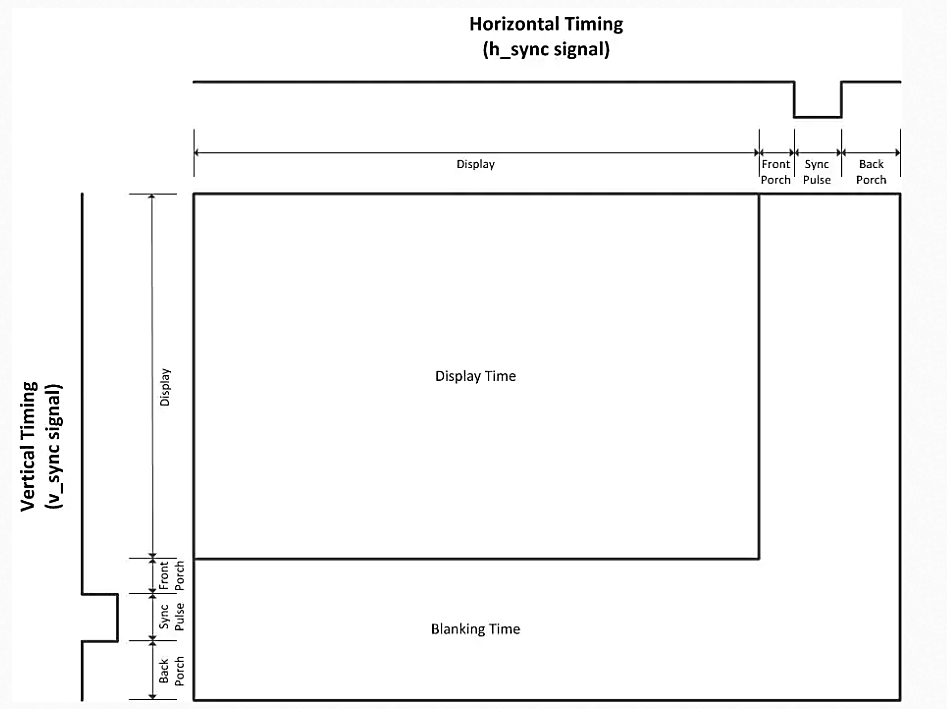 Horizontal Timing
(h_sync signal)
Display
Front
Porch
Sync
Pulse
Back
Porch
Vertical Timing
(v_sync signal)
Display
Front
Porch
Sync
Pulse
Back
Porch
Display Time
Blanking Time